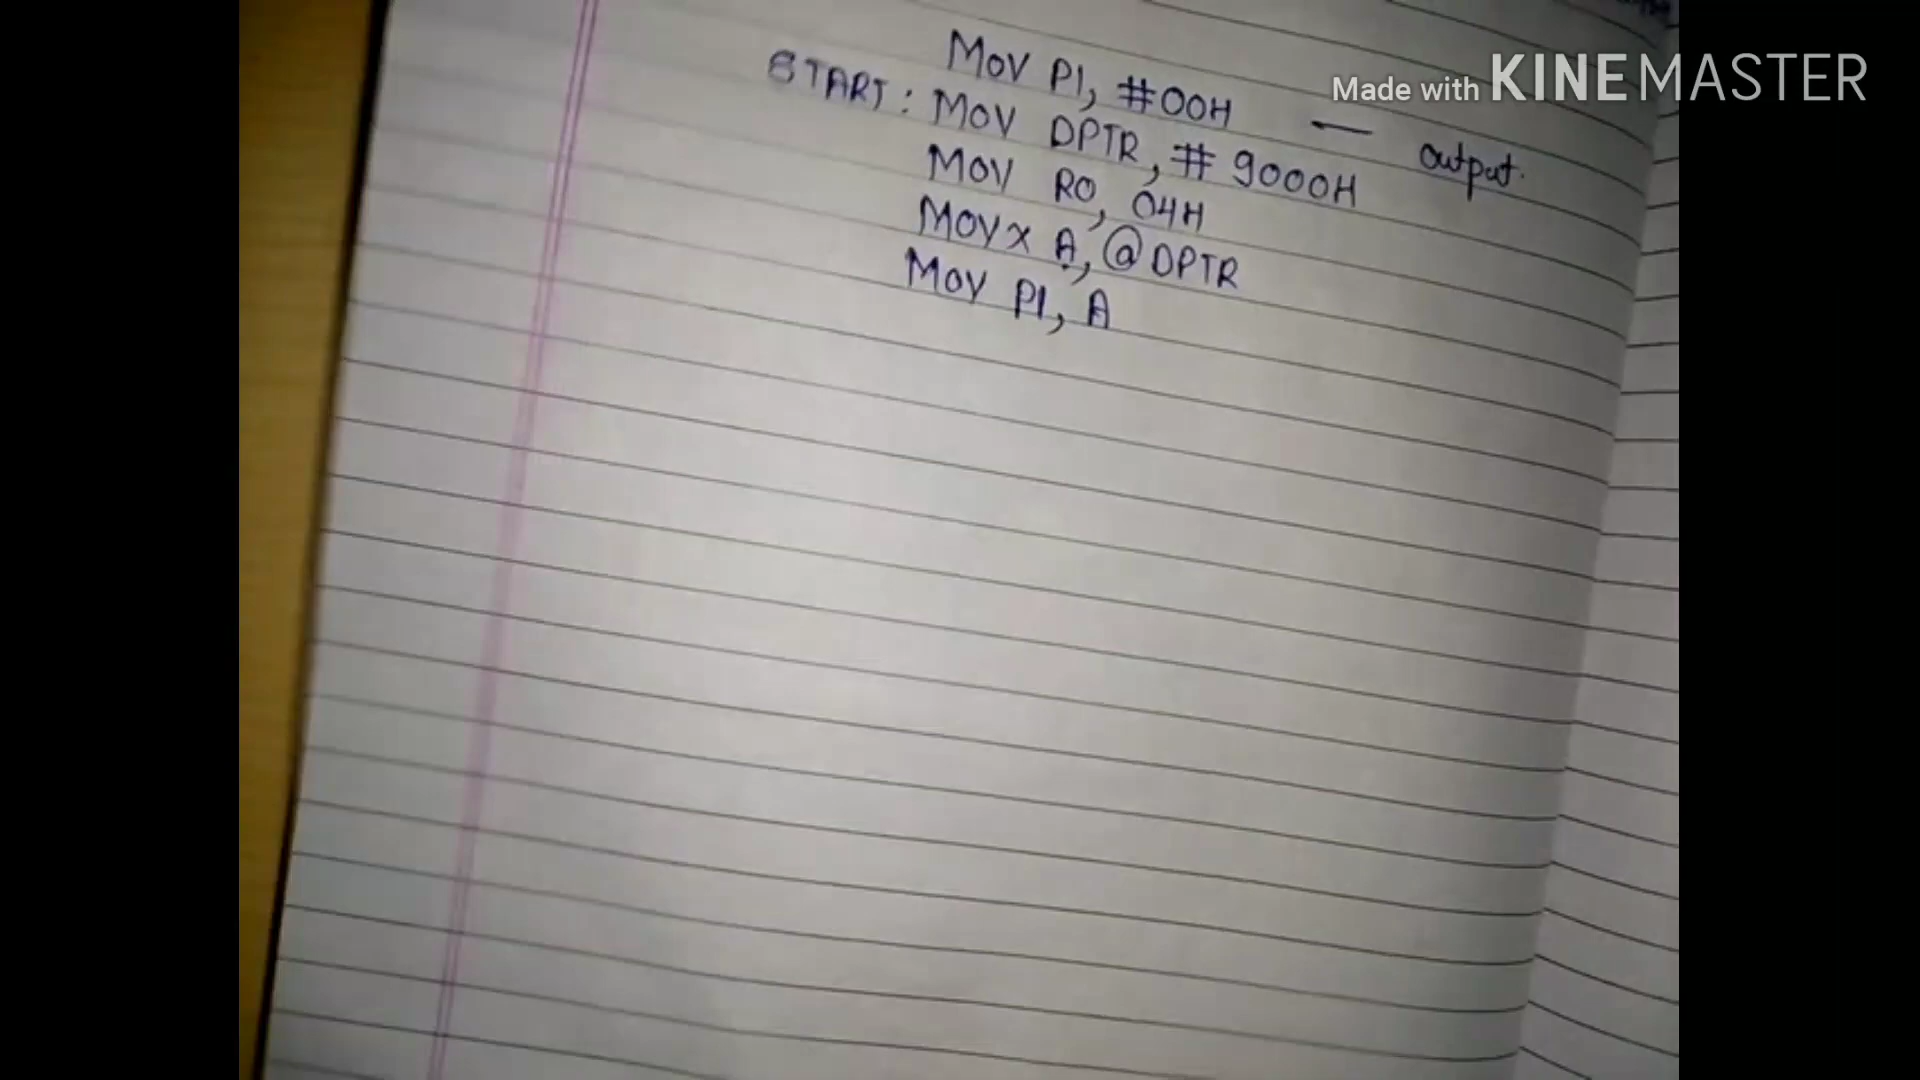 Made with KINEMASTER
MOV P1, #00H — output.
START: MOV DPTR, #9000H
MOV R0, 04H
MOVX A, @DPTR
MOV P1, A